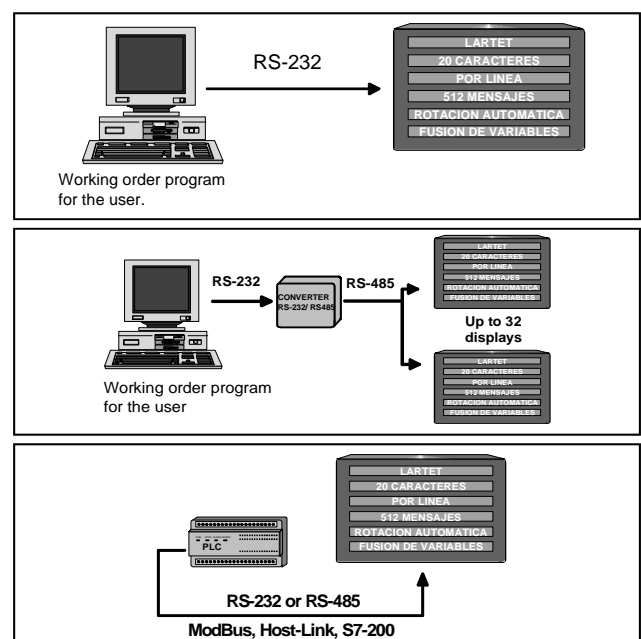 RS-232
LARTET
20 CARACTERES
POR LINEA
512 MENSAJES
ROTACION AUTOMATICA
FUSION DE VARIABLES
Working order program
for the user.
RS-232
CONVERTER
RS-232/ RS485
RS-485
LARTET
20 CARACTERES
POR LINEA
512 MENSAJES
ROTACION AUTOMATICA
FUSION DE VARIABLES
Up to 32
displays
LARTET
20 CARACTERES
POR LINEA
512 MENSAJES
ROTACION AUTOMATICA
FUSION DE VARIABLES
Working order program
for the user
LARTET
20 CARACTERES
POR LINEA
512 MENSAJES
ROTACION AUTOMATICA
FUSION DE VARIABLES
PLC
RS-232 or RS-485
ModBus, Host-Link, S7-200